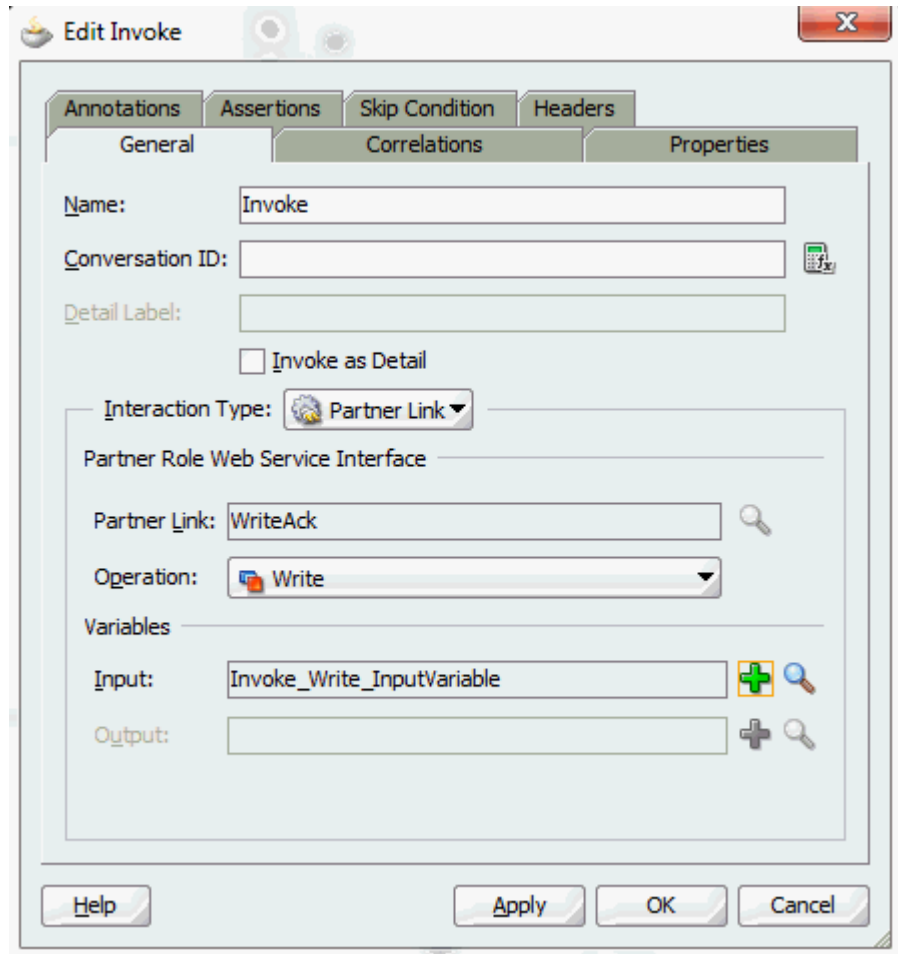 Edit Invoke
Annotations Assertions Skip Condition Headers
General Correlations Properties
Name: Invoke
Conversation ID:
Detail Label:
Invoke as Detail
Interaction Type: Partner Link
Partner Role Web Service Interface
Partner Link: WriteAck
Operation: Write
Variables
Input: Invoke_Write_InputVariable
Output:
Help Apply OK Cancel